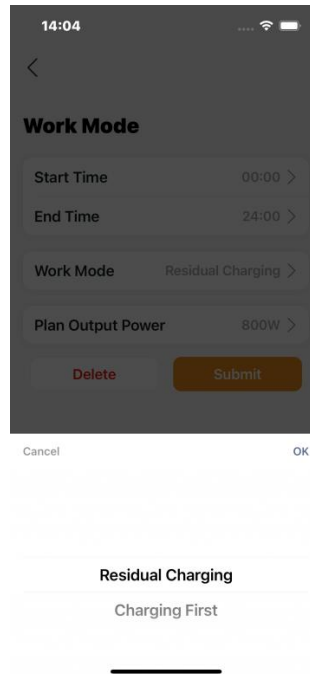 14:04
Work Mode
Start Time 00:00
End Time 24:00
Work Mode Residual Charging
Plan Output Power 800W
Delete Submit
Cancel OK
Residual Charging
Charging First